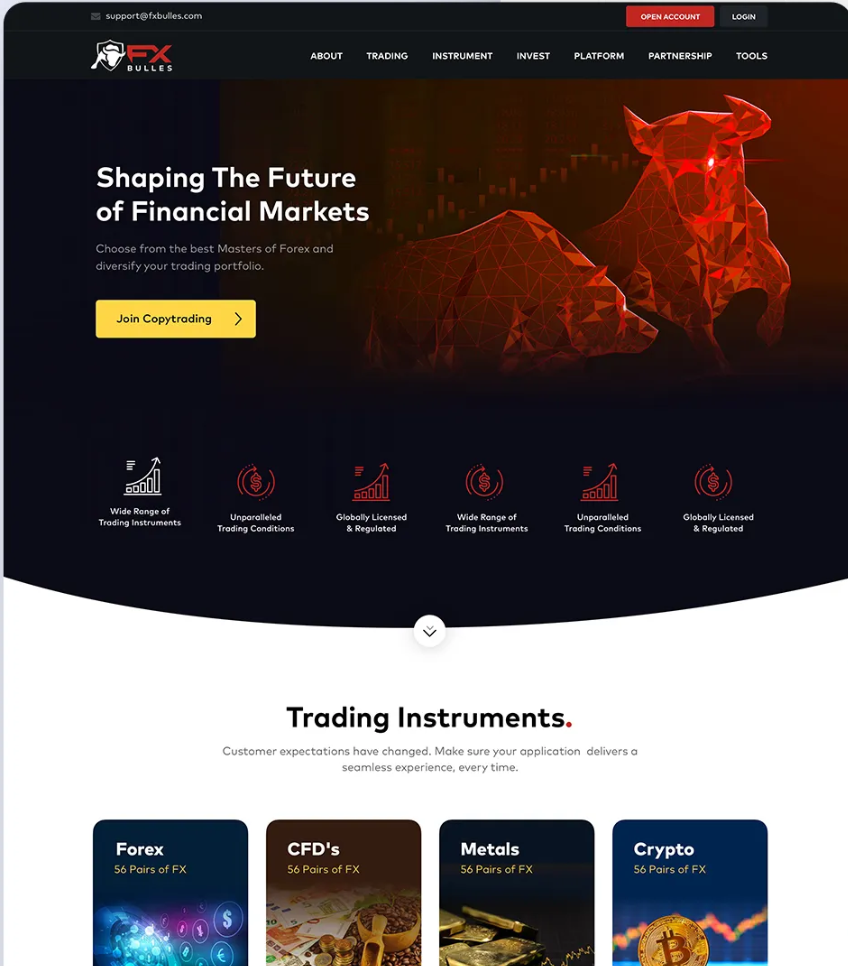 support@fxbulles.com
OPEN ACCOUNT
LOGIN
FX
BULLES
ABOUT
TRADING
INSTRUMENT
INVEST
PLATFORM
PARTNERSHIP
TOOLS
Shaping The Future
of Financial Markets
Choose from the best Masters of Forex and
diversify your trading portfolio.
Join Copytrading
Wide Range of
Trading Instruments
Unparalleled
Trading Conditions
Globally Licensed
& Regulated
Wide Range of
Trading Instruments
Unparalleled
Trading Conditions
Globally Licensed
& Regulated
Trading Instruments.
Customer expectations have changed. Make sure your application delivers a
seamless experience, every time.
Forex
56 Pairs of FX
CFD's
56 Pairs of FX
Metals
56 Pairs of FX
Crypto
56 Pairs of FX